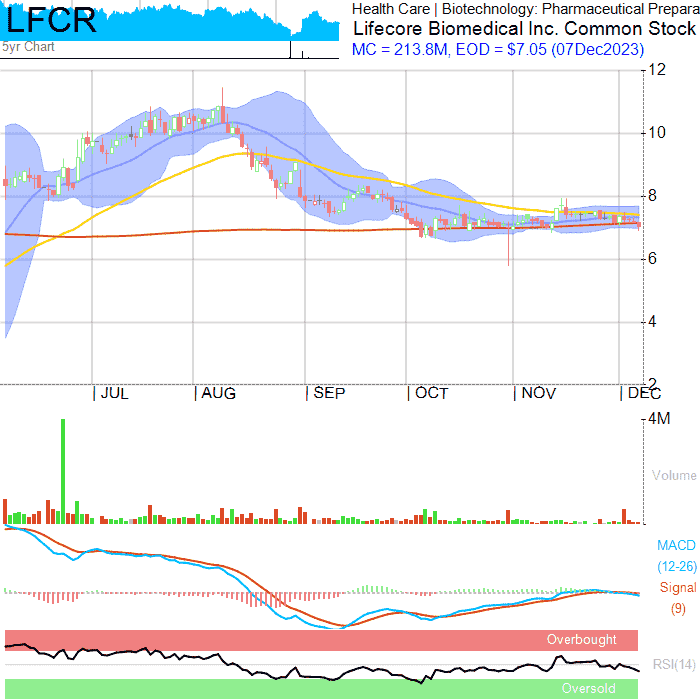 LFCR
5yr Chart
Health Care | Biotechnology: Pharmaceutical Prepara
Lifecore Biomedical Inc. Common Stock
MC = 213.8M, EOD = $7.05 (07Dec2023)
12
10
8
6
4
2
JUL
AUG
SEP
OCT
NOV
DEC
4M
Volume
MACD
(12-26)
Signal
(9)
Overbought
RSI(14)
Oversold